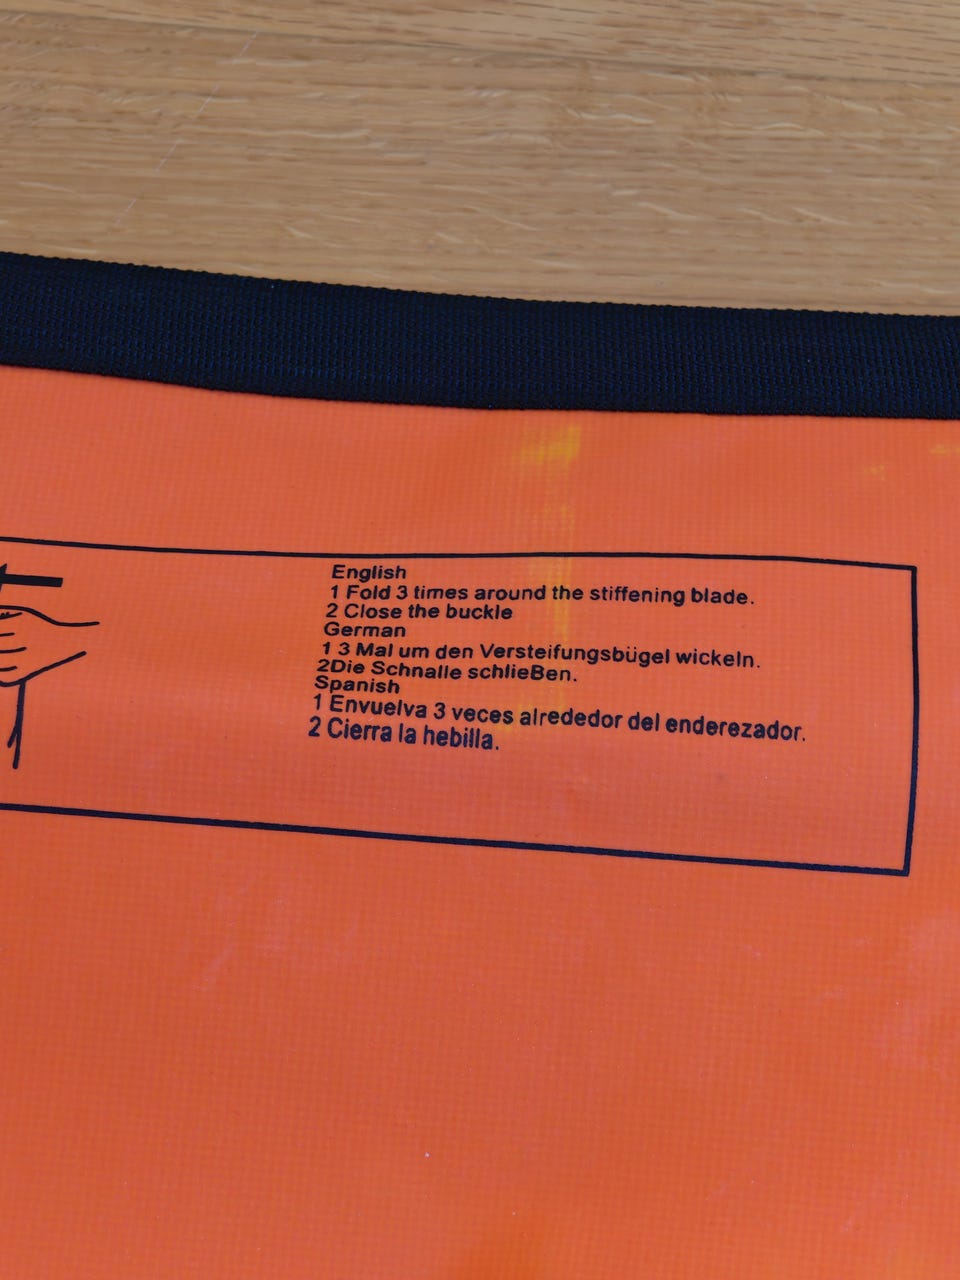 English
1 Fold 3 times around the stiffening blade.
2 Close the buckle
German
1 3 Mal um den Versteifungsbügel wickeln.
2Die Schnalle schlieBen.
Spanish
1 Envuelva 3 veces alrededor del enderezador.
2 Cierra la hebilla.